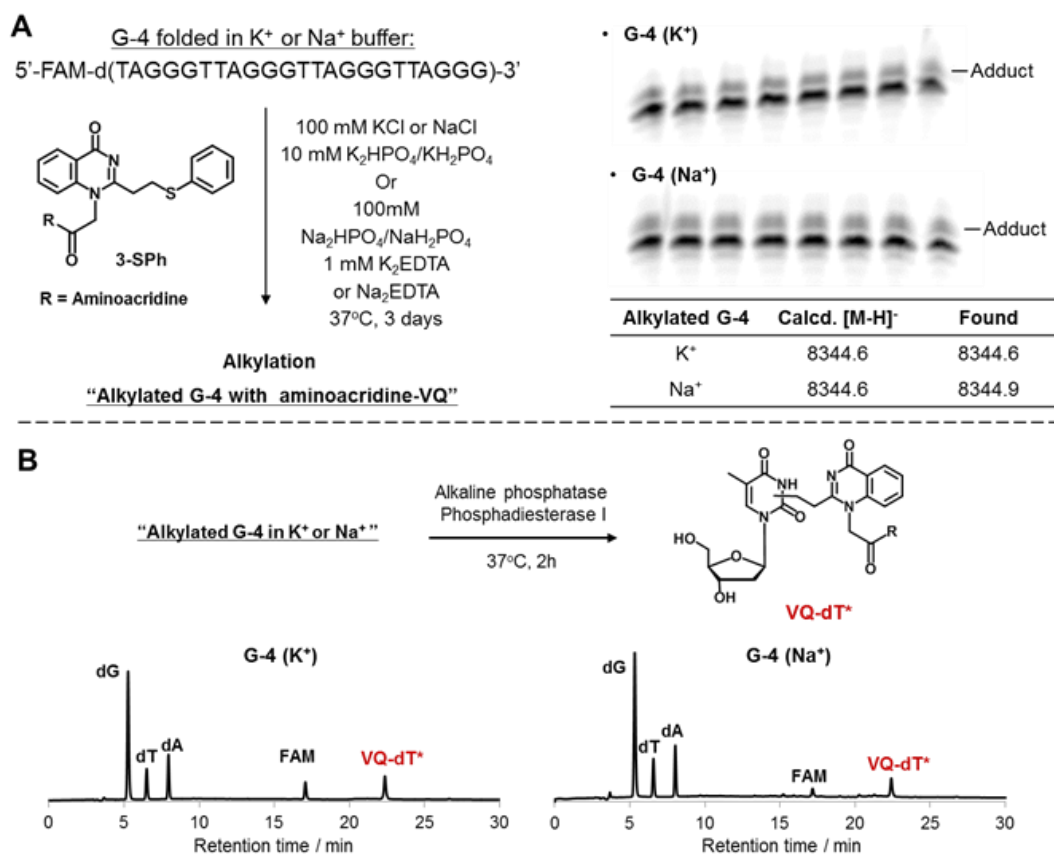 A
G-4 folded in K⁺ or Na⁺ buffer:
5'-FAM-d(TAGGGTTAGGGTTAGGGTTAGGG)-3'
O
N
N
S
R
O
3-SPh
R = Aminoacridine
100 mM KCl or NaCl
10 mM K₂HPO₄/KH₂PO₄
Or
100mM
Na₂HPO₄/NaH₂PO₄
1 mM K₂EDTA
or Na₂EDTA
37°C, 3 days
Alkylation
"Alkylated G-4 with aminoacridine-VQ"
• G-4 (K⁺)
Adduct
• G-4 (Na⁺)
Adduct
Alkylated G-4 Calcd. [M-H]⁻ Found
K⁺ 8344.6 8344.6
Na⁺ 8344.6 8344.9
B
"Alkylated G-4 in K⁺ or Na⁺"
Alkaline phosphatase
Phosphadiesterase I
37°C, 2h
O
O
NH
N
N
O
N
R
HO
O
O
OH
VQ-dT*
G-4 (K⁺)
dG
dT
dA
FAM
VQ-dT*
0 5 10 15 20 25 30
Retention time / min
G-4 (Na⁺)
dG
dT
dA
FAM
VQ-dT*
0 5 10 15 20 25 30
Retention time / min